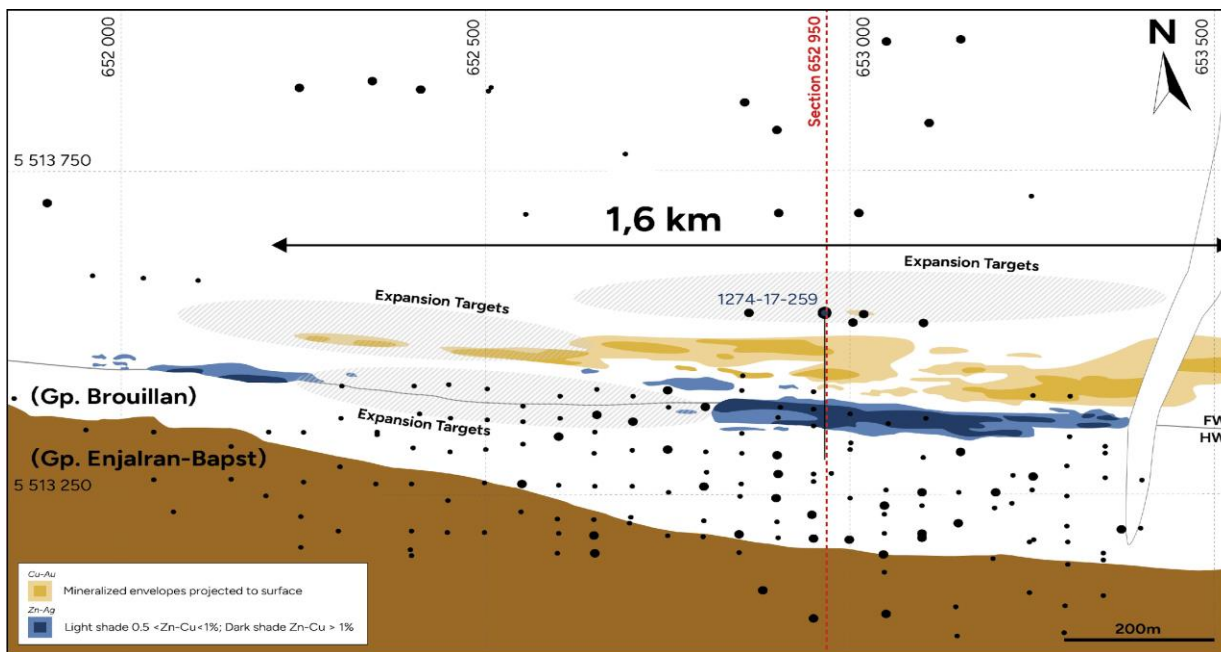 652 000
652 500
Section 652 950
653 000
653 500
N
5 513 750
1,6 km
Expansion Targets
Expansion Targets
1274-17-259
(Gp. Brouillan)
Expansion Targets
FW
HW
(Gp. Enjalran-Bapst)
5 513 250
Cu-Au
Mineralized envelopes projected to surface
Zn-Ag
Light shade 0.5 <Zn-Cu<1%; Dark shade Zn-Cu > 1%
200m